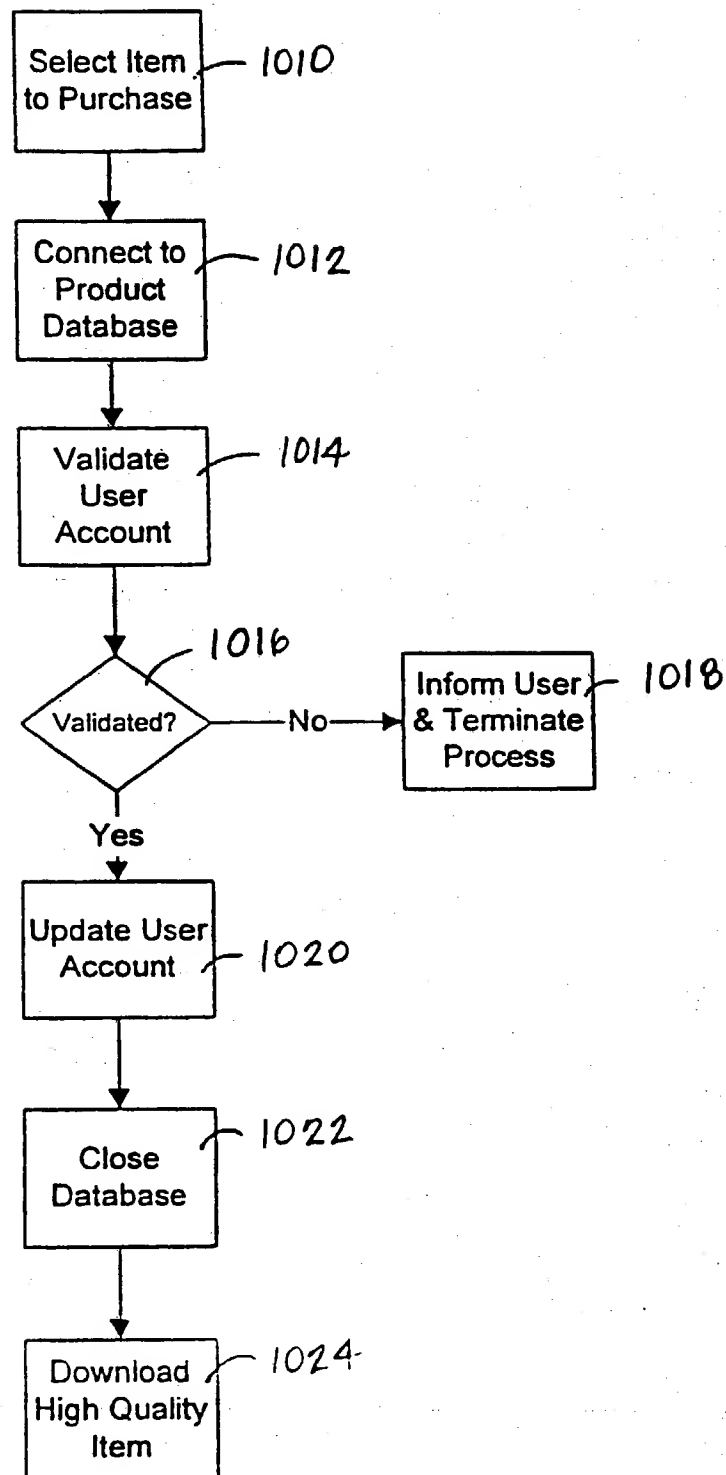 Select Item
to Purchase
1010
Connect to
Product
Database
1012
Validate
User
Account
1014
Validated?
1016
No
Inform User
& Terminate
Process
1018
Yes
Update User
Account
1020
Close
Database
1022
Download
High Quality
Item
1024